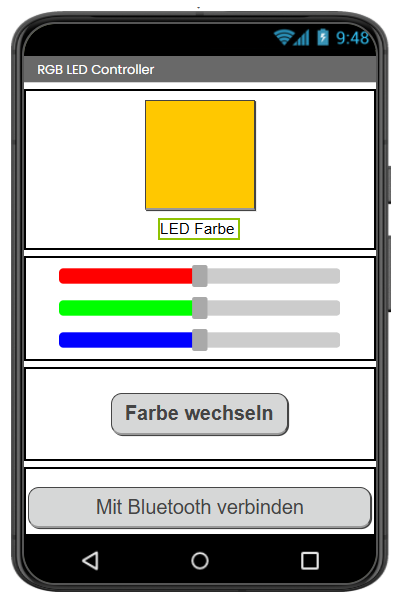 9:48
RGB LED Controller
LED Farbe
Farbe wechseln
Mit Bluetooth verbinden